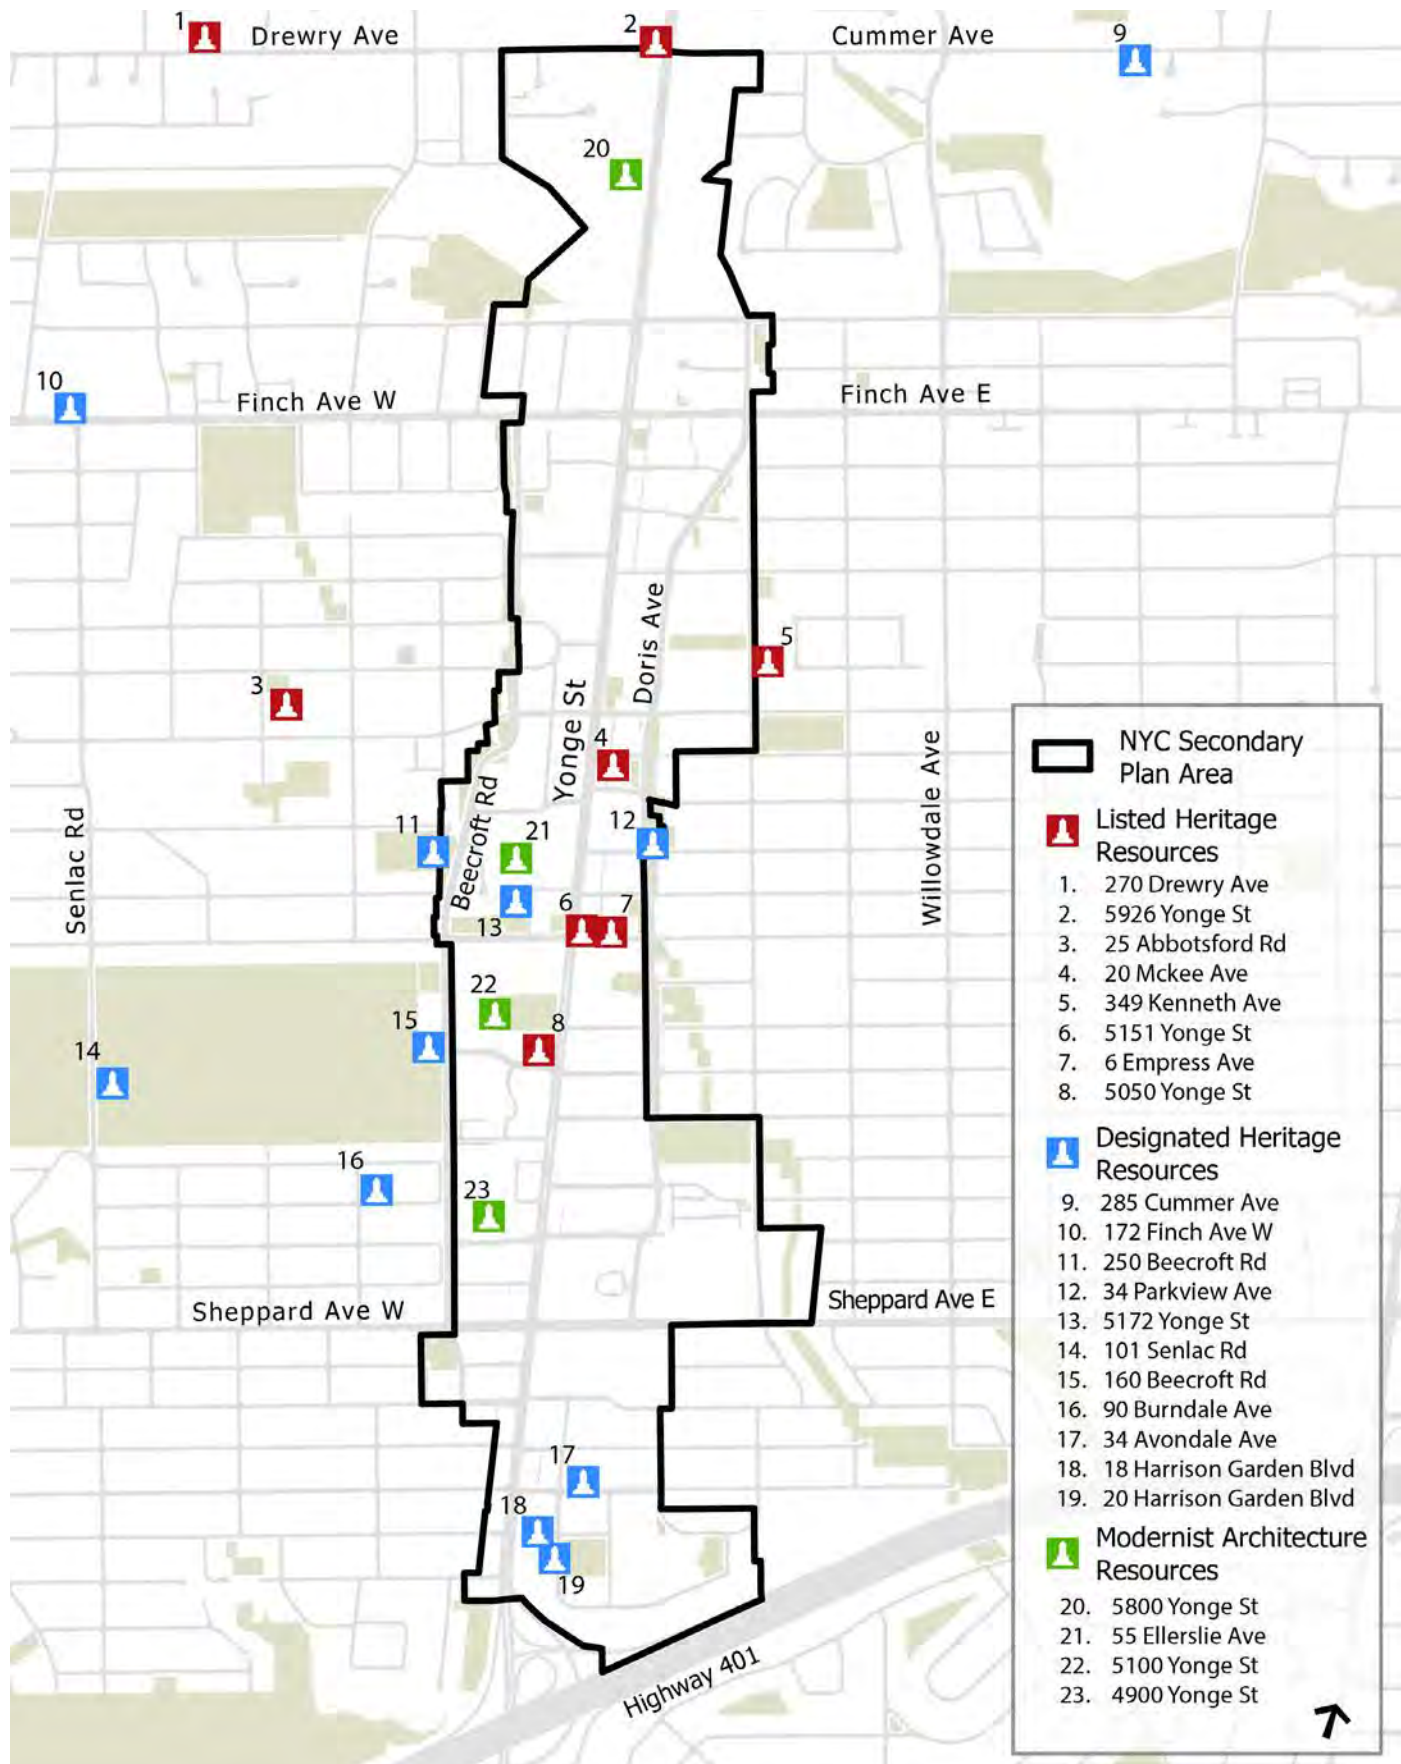 1
Drewry Ave
2
Cummer Ave
9
20
10
Finch Ave W
Finch Ave E
Doris Ave
5
3
Yonge St
4
Willowdale Ave
Senlac Rd
11
Beecroft Rd
21
12
13
6
7
22
15
8
14
16
23
Sheppard Ave W
Sheppard Ave E
17
18
19
Highway 401
NYC Secondary
Plan Area
Listed Heritage
Resources
1. 270 Drewry Ave
2. 5926 Yonge St
3. 25 Abbotsford Rd
4. 20 Mckee Ave
5. 349 Kenneth Ave
6. 5151 Yonge St
7. 6 Empress Ave
8. 5050 Yonge St
Designated Heritage
Resources
9. 285 Cummer Ave
10. 172 Finch Ave W
11. 250 Beecroft Rd
12. 34 Parkview Ave
13. 5172 Yonge St
14. 101 Senlac Rd
15. 160 Beecroft Rd
16. 90 Burndale Ave
17. 34 Avondale Ave
18. 18 Harrison Garden Blvd
19. 20 Harrison Garden Blvd
Modernist Architecture
Resources
20. 5800 Yonge St
21. 55 Ellerslie Ave
22. 5100 Yonge St
23. 4900 Yonge St